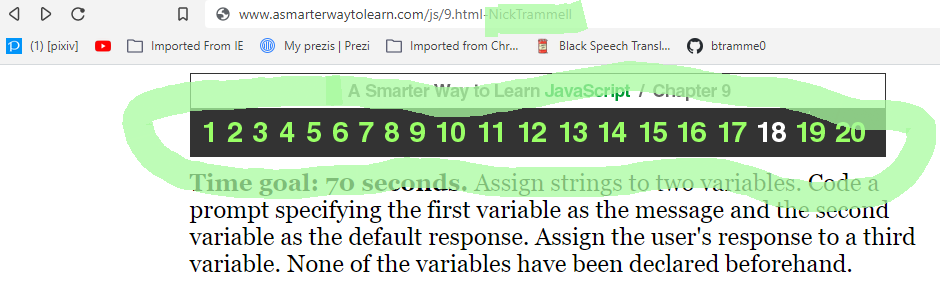 www.asmarterwaytolearn.com/js/9.html-NickTrammell
(1) [pixiv] Imported From IE My prezis | Prezi Imported from Chr... Black Speech Transl... btramme0
A Smarter Way to Learn JavaScript / Chapter 9
1 2 3 4 5 6 7 8 9 10 11 12 13 14 15 16 17 18 19 20
Time goal: 70 seconds. Assign strings to two variables. Code a
prompt specifying the first variable as the message and the second
variable as the default response. Assign the user's response to a third
variable. None of the variables have been declared beforehand.